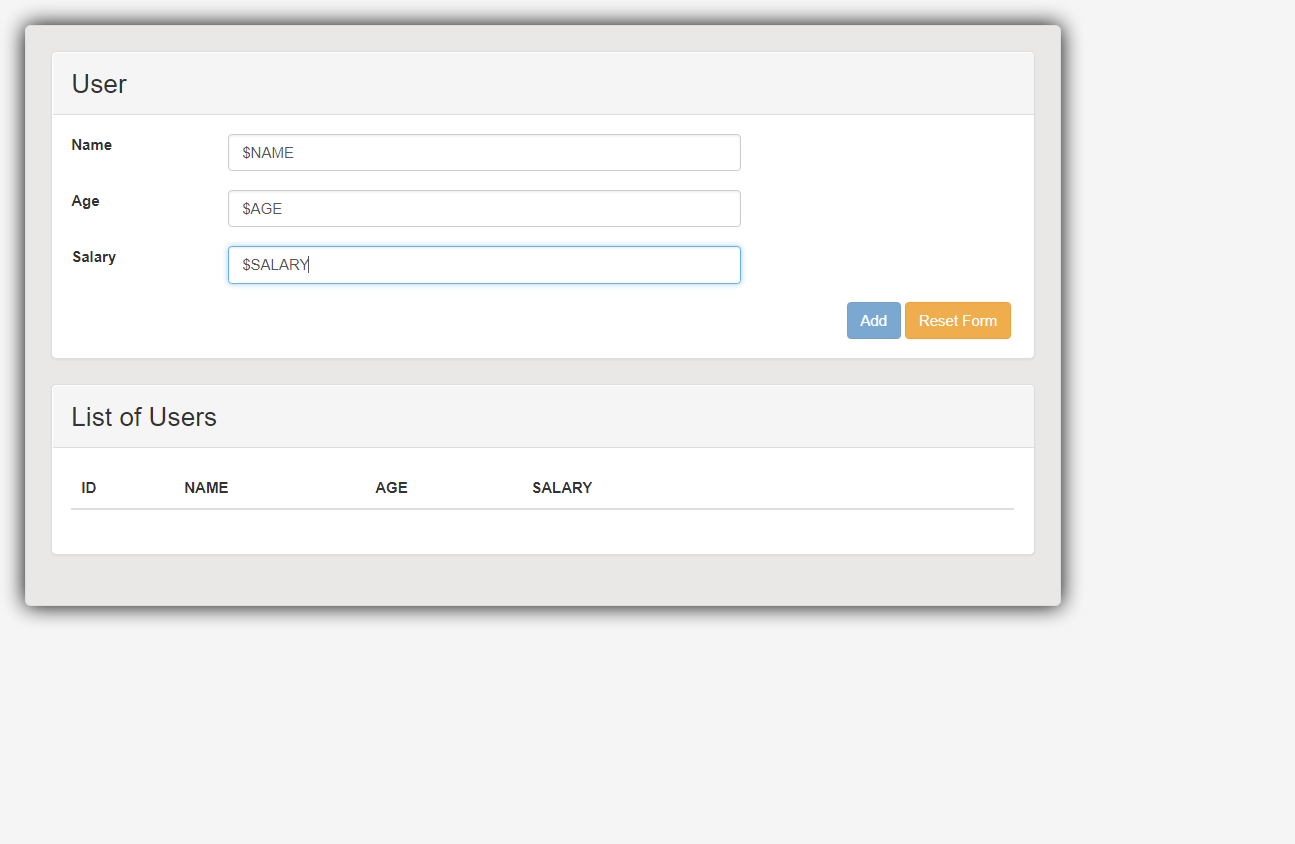 User
Name
$NAME
Age
$AGE
Salary
$SALARY
Add Reset Form
List of Users
ID NAME AGE SALARY